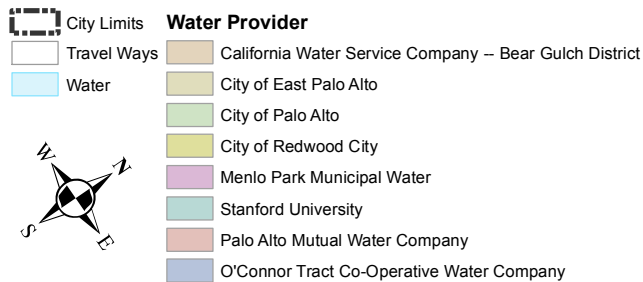 City Limits
Travel Ways
Water
Water Provider
California Water Service Company -- Bear Gulch District
City of East Palo Alto
City of Palo Alto
City of Redwood City
Menlo Park Municipal Water
Stanford University
Palo Alto Mutual Water Company
O'Connor Tract Co-Operative Water Company
W
N
S
E